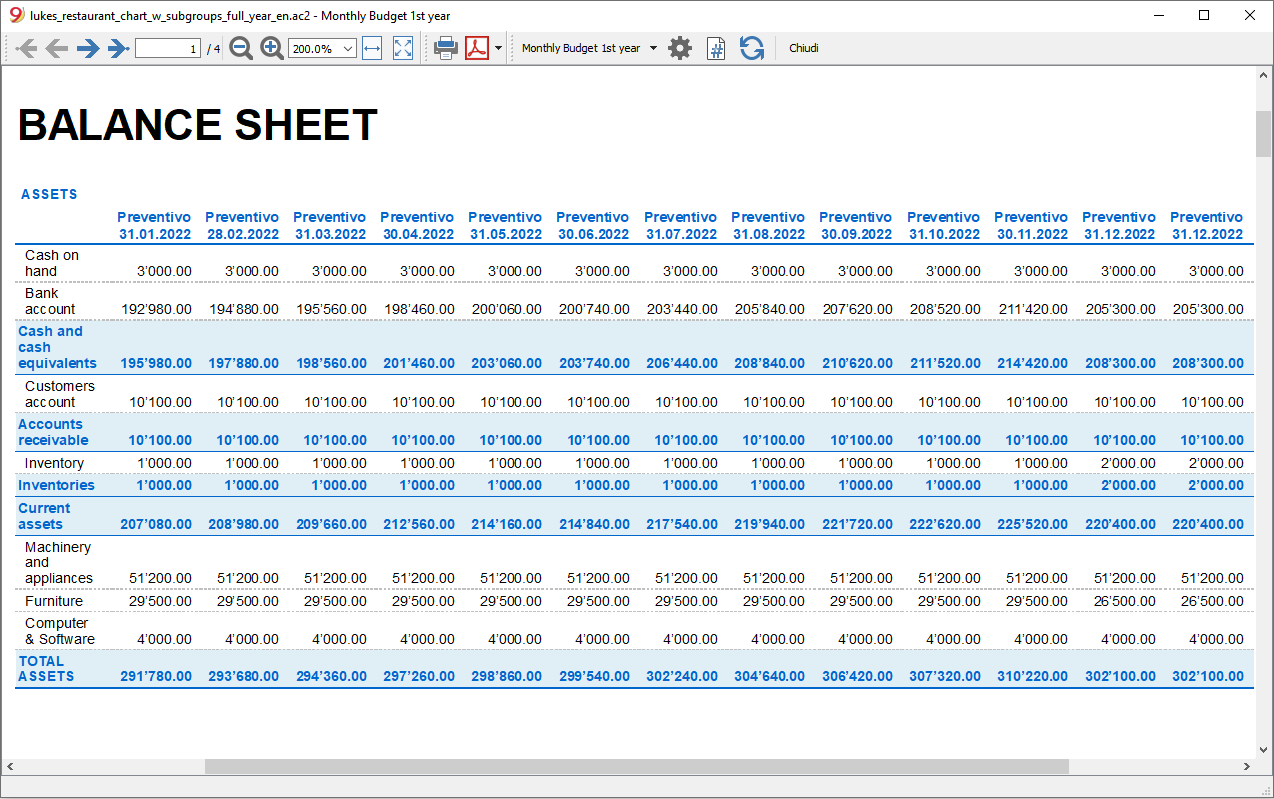 lukes_restaurant_chart_w_subgroups_full_year_en.ac2 - Monthly Budget 1st year
1 / 4 200.0% Monthly Budget 1st year Chiudi
BALANCE SHEET
ASSETS
Preventivo Preventivo Preventivo Preventivo Preventivo Preventivo Preventivo Preventivo Preventivo Preventivo Preventivo Preventivo Preventivo
31.01.2022 28.02.2022 31.03.2022 30.04.2022 31.05.2022 30.06.2022 31.07.2022 31.08.2022 30.09.2022 31.10.2022 30.11.2022 31.12.2022 31.12.2022
Cash on
hand 3'000.00 3'000.00 3'000.00 3'000.00 3'000.00 3'000.00 3'000.00 3'000.00 3'000.00 3'000.00 3'000.00 3'000.00 3'000.00
Bank
account 192'980.00 194'880.00 195'560.00 198'460.00 200'060.00 200'740.00 203'440.00 205'840.00 207'620.00 208'520.00 211'420.00 205'300.00 205'300.00
Cash and
cash
equivalents 195'980.00 197'880.00 198'560.00 201'460.00 203'060.00 203'740.00 206'440.00 208'840.00 210'620.00 211'520.00 214'420.00 208'300.00 208'300.00
Customers
account 10'100.00 10'100.00 10'100.00 10'100.00 10'100.00 10'100.00 10'100.00 10'100.00 10'100.00 10'100.00 10'100.00 10'100.00 10'100.00
Accounts
receivable 10'100.00 10'100.00 10'100.00 10'100.00 10'100.00 10'100.00 10'100.00 10'100.00 10'100.00 10'100.00 10'100.00 10'100.00 10'100.00
Inventory 1'000.00 1'000.00 1'000.00 1'000.00 1'000.00 1'000.00 1'000.00 1'000.00 1'000.00 1'000.00 1'000.00 2'000.00 2'000.00
Inventories 1'000.00 1'000.00 1'000.00 1'000.00 1'000.00 1'000.00 1'000.00 1'000.00 1'000.00 1'000.00 1'000.00 2'000.00 2'000.00
Current
assets 207'080.00 208'980.00 209'660.00 212'560.00 214'160.00 214'840.00 217'540.00 219'940.00 221'720.00 222'620.00 225'520.00 220'400.00 220'400.00
Machinery
and
appliances 51'200.00 51'200.00 51'200.00 51'200.00 51'200.00 51'200.00 51'200.00 51'200.00 51'200.00 51'200.00 51'200.00 51'200.00 51'200.00
Furniture 29'500.00 29'500.00 29'500.00 29'500.00 29'500.00 29'500.00 29'500.00 29'500.00 29'500.00 29'500.00 29'500.00 26'500.00 26'500.00
Computer
& Software 4'000.00 4'000.00 4'000.00 4'000.00 4'000.00 4'000.00 4'000.00 4'000.00 4'000.00 4'000.00 4'000.00 4'000.00 4'000.00
TOTAL
ASSETS 291'780.00 293'680.00 294'360.00 297'260.00 298'860.00 299'540.00 302'240.00 304'640.00 306'420.00 307'320.00 310'220.00 302'100.00 302'100.00